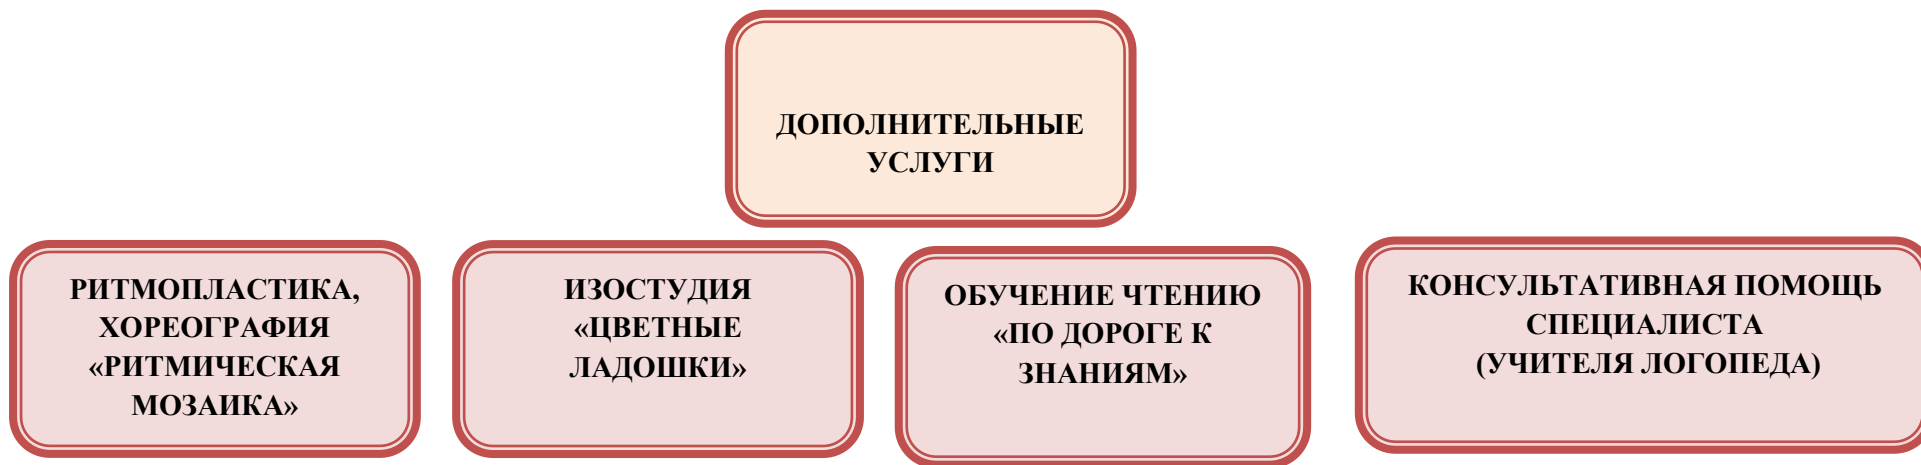 ДОПОЛНИТЕЛЬНЫЕ
УСЛУГИ
РИТМОПЛАСТИКА,
ХОРЕОГРАФИЯ
«РИТМИЧЕСКАЯ
МОЗАИКА»
ИЗОСТУДИЯ
«ЦВЕТНЫЕ
ЛАДОШКИ»
ОБУЧЕНИЕ ЧТЕНИЮ
«ПО ДОРОГЕ К
ЗНАНИЯМ»
КОНСУЛЬТАТИВНАЯ ПОМОЩЬ
СПЕЦИАЛИСТА
(УЧИТЕЛЯ ЛОГОПЕДА)